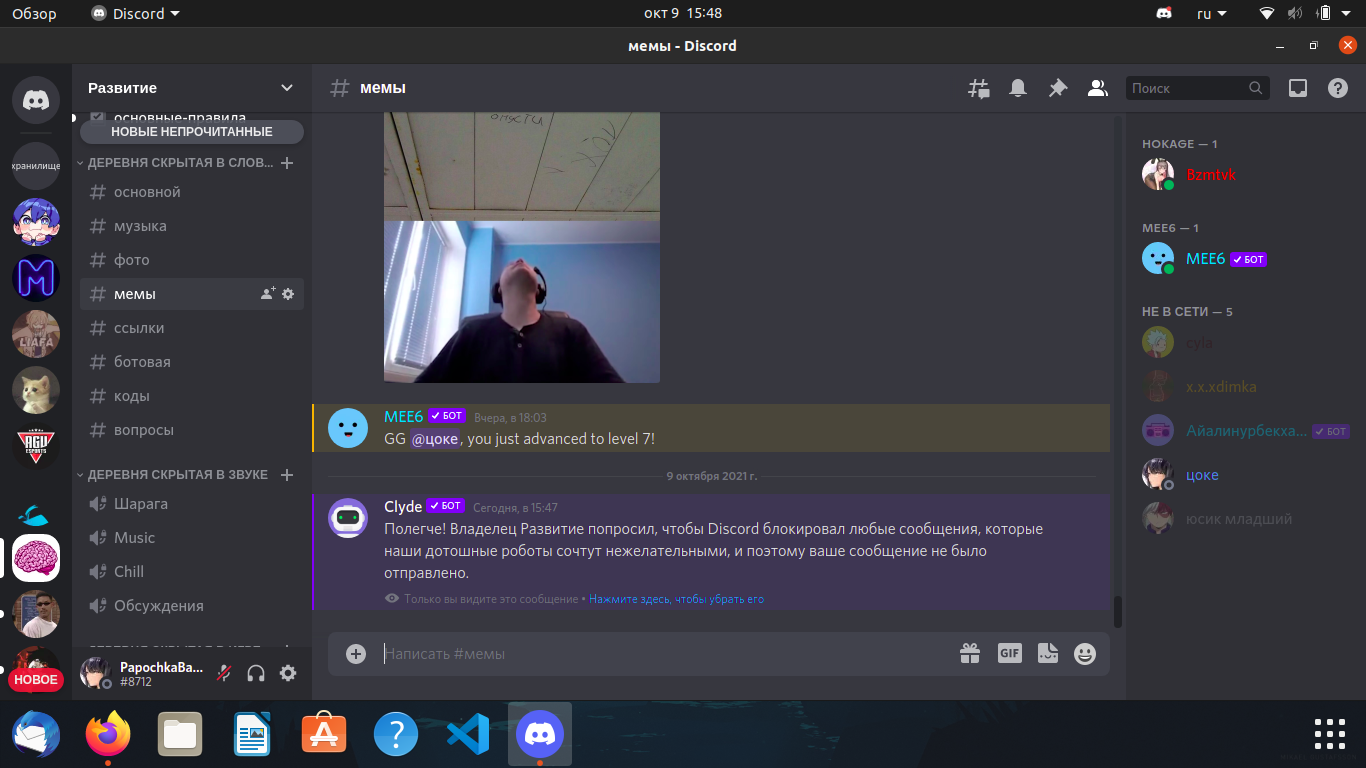 Обзор
Discord
окт 9 15:48
ru
мемы - Discord
Развитие
мемы
Поиск
основные-правила
НОВЫЕ НЕПРОЧИТАННЫЕ
ДЕРЕВНЯ СКРЫТАЯ В СЛОВ...
основной
музыка
фото
мемы
ссылки
ботовая
коды
вопросы
ДЕРЕВНЯ СКРЫТАЯ В ЗВУКЕ
Шарага
Music
Chill
Обсуждения
хранилище
LIAFA
AGU
ESPORTS
НОВОЕ
PapochkaBa...
#8712
MEE6 БОТ Вчера, в 18:03
GG @цоке, you just advanced to level 7!
9 октября 2021 г.
Clyde БОТ Сегодня, в 15:47
Полегче! Владелец Развитие попросил, чтобы Discord блокировал любые сообщения, которые
наши дотошные роботы сочтут нежелательными, и поэтому ваше сообщение не было
отправлено.
Только вы видите это сообщение • Нажмите здесь, чтобы убрать его
Написать #мемы
GIF
HOKAGE — 1
Bzmtvk
MEE6 — 1
MEE6 БОТ
НЕ В СЕТИ — 5
cyla
x.x.xdimka
Айалинурбекха... БОТ
цоке
юсик младший